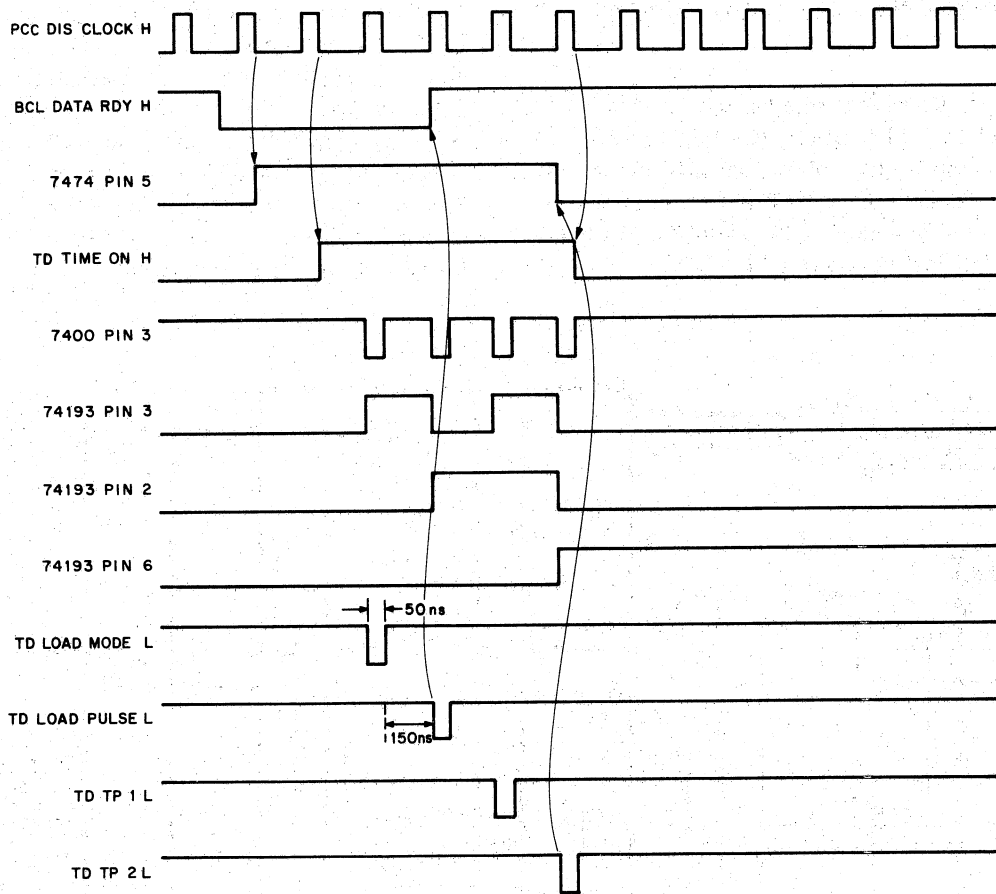 PCC DIS CLOCK H
BCL DATA RDY H
7474 PIN 5
TD TIME ON H
7400 PIN 3
74193 PIN 3
74193 PIN 2
74193 PIN 6
50ns
TD LOAD MODE L
TD LOAD PULSE L
150ns
TD TP 1 L
TD TP 2 L